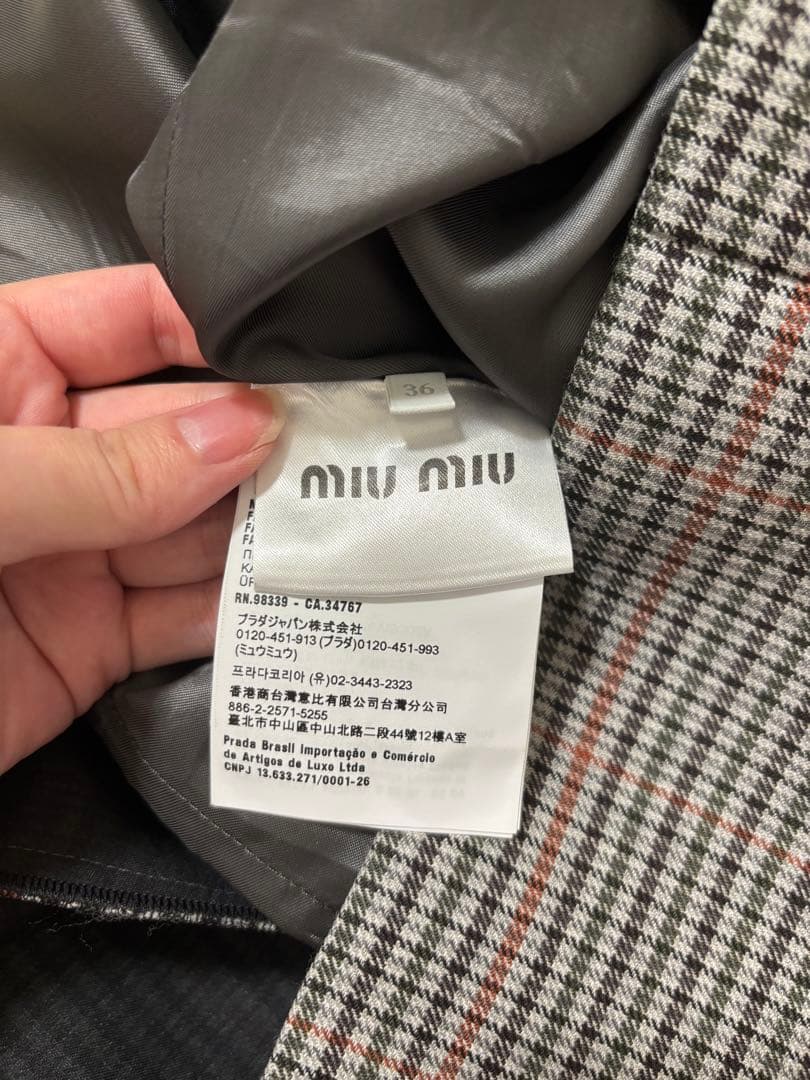 36
MIU MIU
RN.98339 - CA.34767
プラダジャパン株式会社
0120-451-913 (プラダ)0120-451-993
(ミュウミュウ)
프라다코리아 (유)02-3443-2323
香港商台灣意比有限公司台灣分公司
886-2-2571-5255
臺北市中山區中山北路二段44號12樓A室
Prada Brasil Importação e Comércio
de Artigos de Luxo Ltda
CNPJ 13.633.271/0001-26